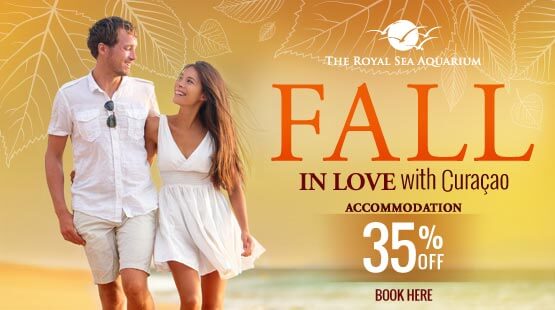 THE ROYAL SEA AQUARIUM
FALL
IN LOVE with Curaçao
ACCOMMODATION
35% OFF
BOOK HERE